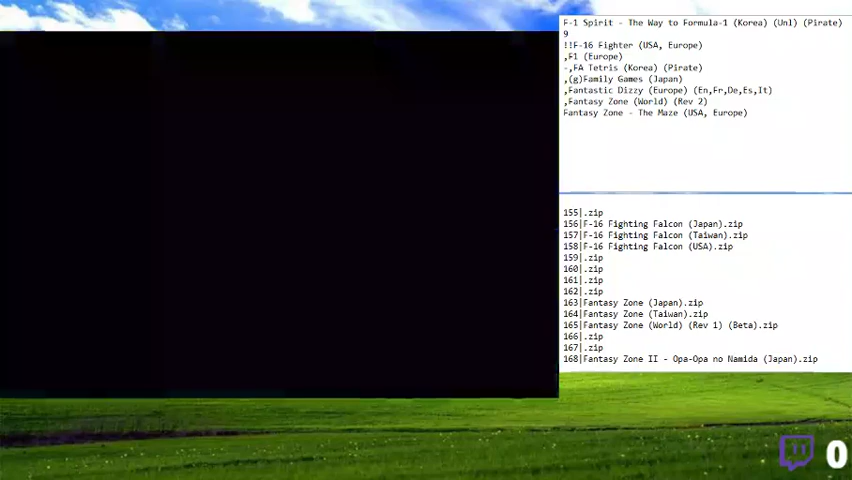 F-1 Spirit - The Way to Formula-1 (Korea) (Unl) (Pirate)
9
!!F-16 Fighter (USA, Europe)
,F1 (Europe)
-,FA Tetris (Korea) (Pirate)
,(g)Family Games (Japan)
,Fantastic Dizzy (Europe) (En,Fr,De,Es,It)
,Fantasy Zone (World) (Rev 2)
Fantasy Zone - The Maze (USA, Europe)
155|.zip
156|F-16 Fighting Falcon (Japan).zip
157|F-16 Fighting Falcon (Taiwan).zip
158|F-16 Fighting Falcon (USA).zip
159|.zip
160|.zip
161|.zip
162|.zip
163|Fantasy Zone (Japan).zip
164|Fantasy Zone (Taiwan).zip
165|Fantasy Zone (World) (Rev 1) (Beta).zip
166|.zip
167|.zip
168|Fantasy Zone II - Opa-Opa no Namida (Japan).zip
0